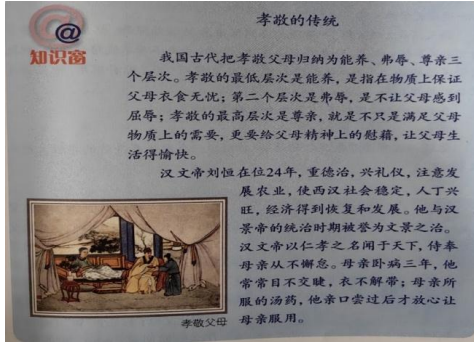 @
知识窗
孝敬的传统
我国古代把孝敬父母归纳为能养、弗辱、尊亲三
个层次。孝敬的最低层次是能养，是指在物质上保证
父母衣食无忧；第二个层次是弗辱，是不让父母感到
屈辱；孝敬的最高层次是尊亲，就是不只是满足父母
物质上的需要，更要给父母精神上的慰藉，让父母生
活得愉快。
汉文帝刘恒在位24年，重德治，兴礼仪，注意发
展农业，使西汉社会稳定，人丁兴
旺，经济得到恢复和发展。他与汉
景帝的统治时期被誉为文景之治。
汉文帝以仁孝之名闻于天下，侍奉
母亲从不懈怠。母亲卧病三年，他
常常目不交睫，衣不解带；母亲所
服的汤药，他亲口尝过后才放心让
母亲服用。
孝敬父母